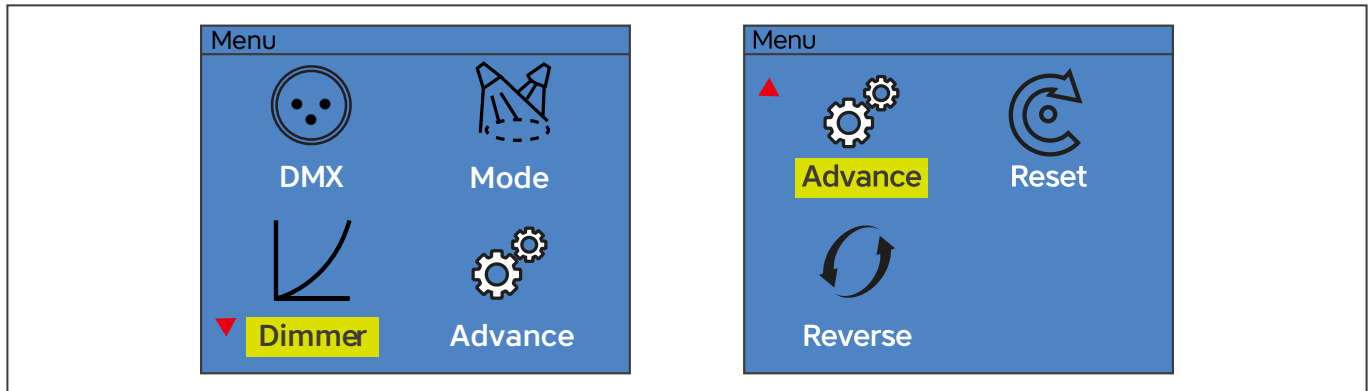 Menu
DMX
Mode
Dimmer
Advance
Menu
Advance
Reset
Reverse